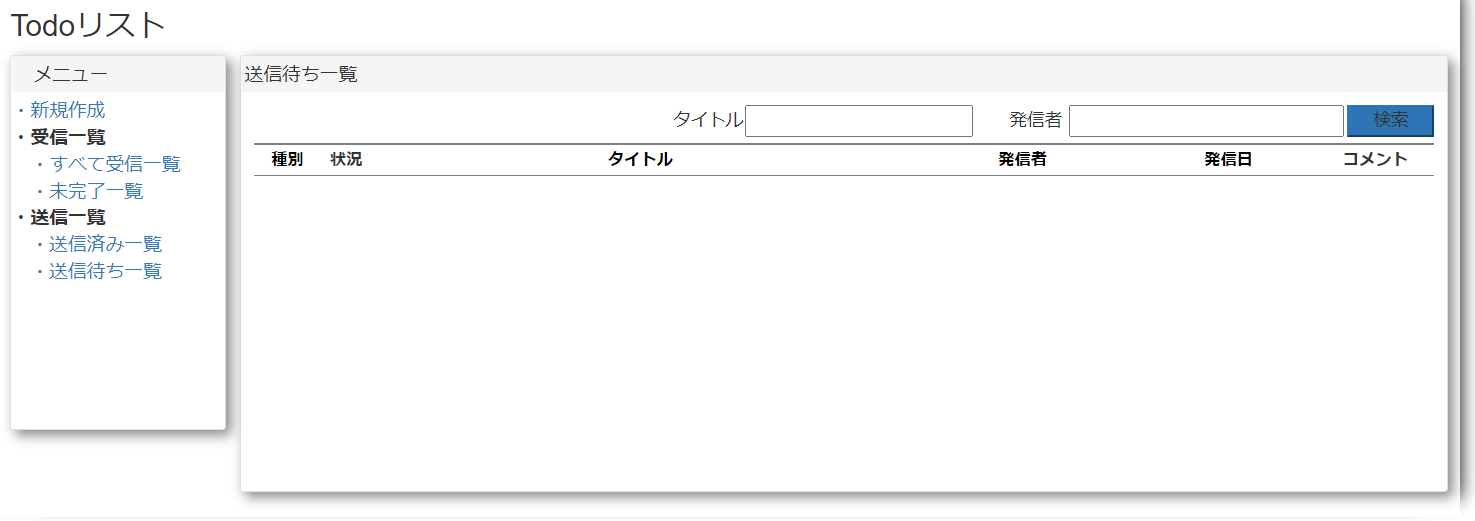 Todoリスト
メニュー
・新規作成
・受信一覧
・すべて受信一覧
・未完了一覧
・送信一覧
・送信済み一覧
・送信待ち一覧
送信待ち一覧
タイトル 発信者 検索
種別 状況 タイトル 発信者 発信日 コメント